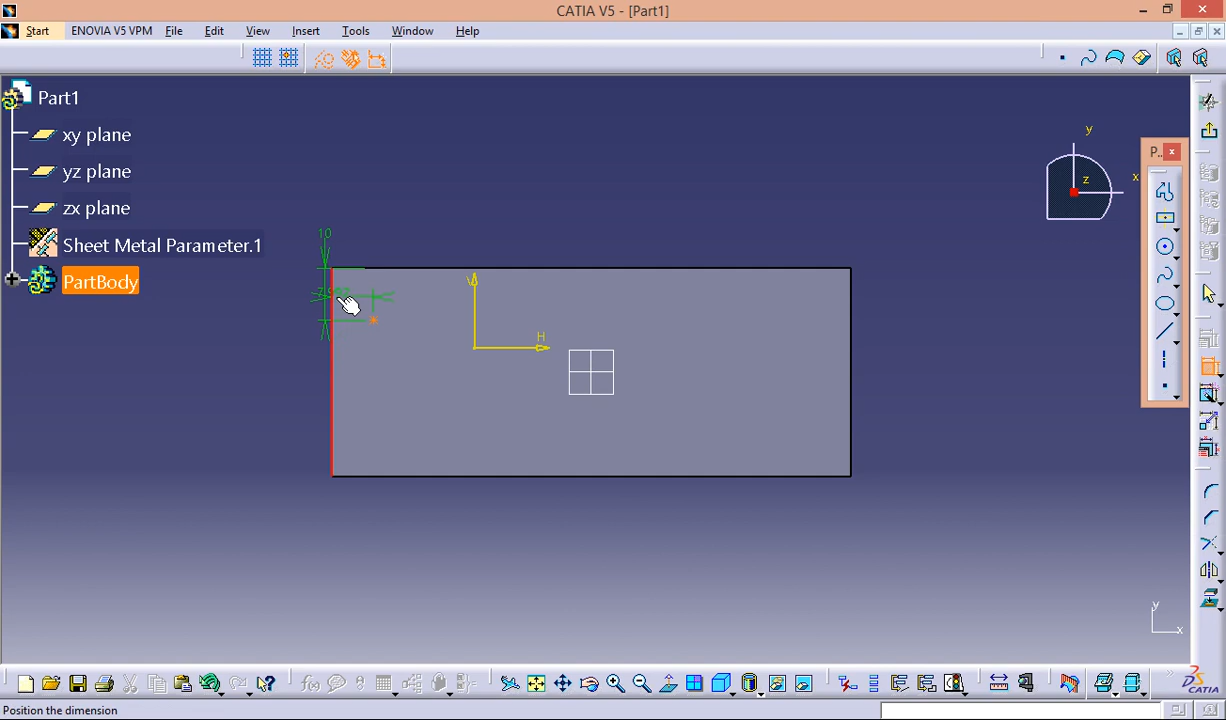 CATIA V5 - [Part1]
Start ENOVIA V5 VPM File Edit View Insert Tools Window Help
Part1
xy plane
yz plane
zx plane
Sheet Metal Parameter.1
PartBody
10
V
H
y
x
z
P..
y
x
f(x)
CATIA
Position the dimension